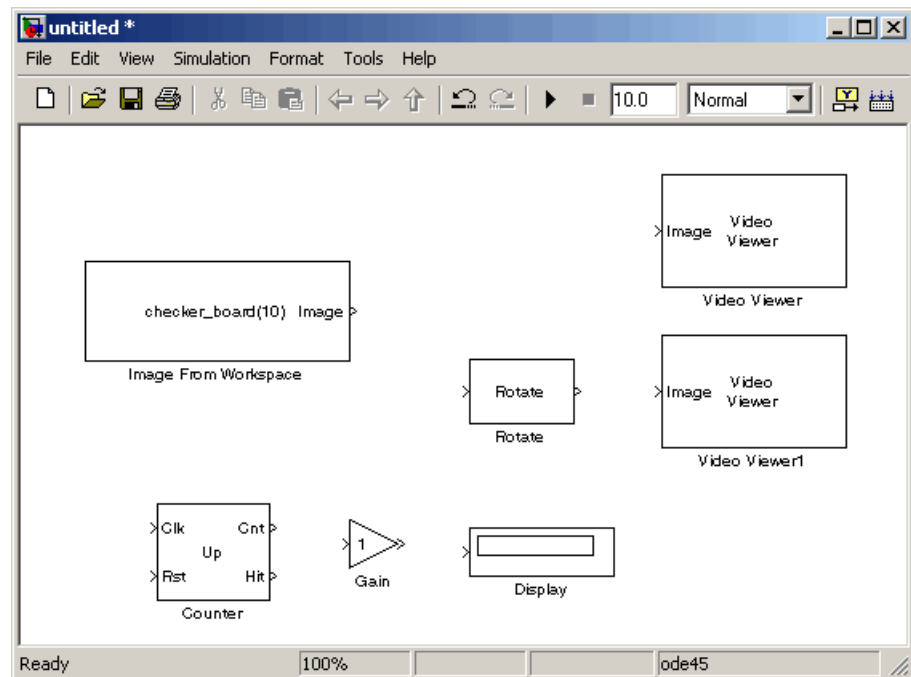 untitled *
File Edit View Simulation Format Tools Help
10.0 Normal
Image Video Viewer
Video Viewer
checker_board(10) Image
Image From Workspace
Rotate
Rotate
Image Video Viewer
Video Viewer1
Clk Cnt
Up
Rst Hit
Counter
1
Gain
Display
Ready 100% ode45